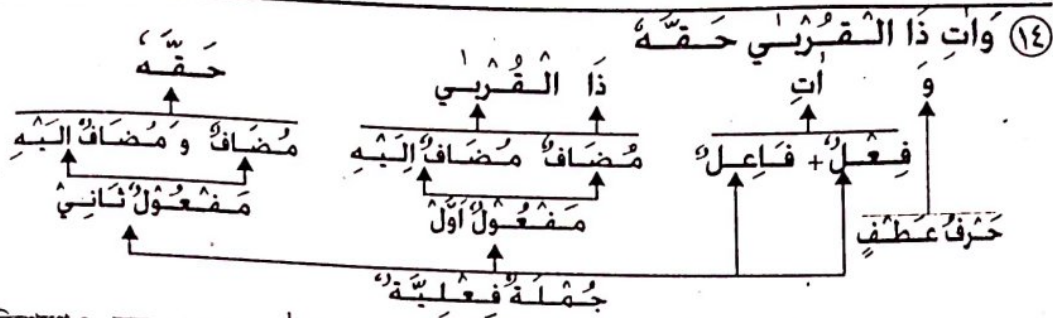 ١٤ وَاٰتِ ذَا الْقُرْبٰى حَقَّهٗ
وَ اٰتِ ذَا الْقُرْبٰى حَقَّهٗ
فِعْلٌ + فَاعِلٌ مُضَافٌ مُضَافٌ اِلَيْهِ مُضَافٌ وَ مُضَافٌ اِلَيْهِ
حَرْفُ عَطْفٍ مَفْعُوْلٌ اَوَّلْ مَفْعُوْلٌ ثَانِيْ
جُمْلَةٌ فِعْلِيَّةٌ